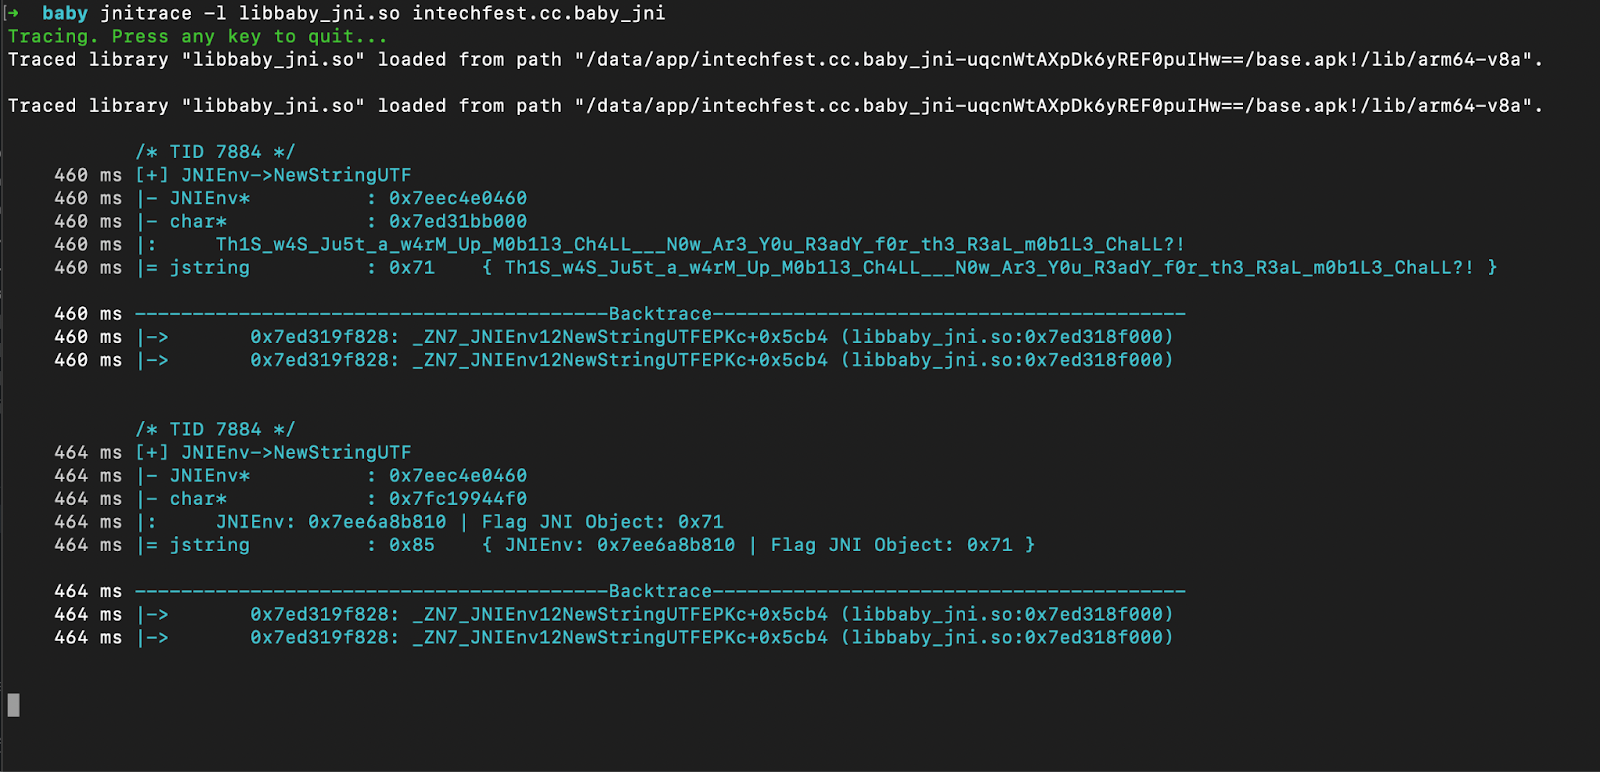 [→ baby jnitrace -l libbaby_jni.so intechfest.cc.baby_jni
Tracing. Press any key to quit...
Traced library "libbaby_jni.so" loaded from path "/data/app/intechfest.cc.baby_jni-uqcnWtAXpDk6yREF0puIHw==/base.apk!/lib/arm64-v8a".
Traced library "libbaby_jni.so" loaded from path "/data/app/intechfest.cc.baby_jni-uqcnWtAXpDk6yREF0puIHw==/base.apk!/lib/arm64-v8a".
/* TID 7884 */
460 ms [+] JNIEnv->NewStringUTF
460 ms |- JNIEnv* : 0x7eec4e0460
460 ms |- char* : 0x7ed31bb000
460 ms |: Th1S_w4S_Ju5t_a_w4rM_Up_M0b1l3_Ch4LL___N0w_Ar3_Y0u_R3adY_f0r_th3_R3aL_m0b1L3_ChaLL?!
460 ms |= jstring : 0x71 { Th1S_w4S_Ju5t_a_w4rM_Up_M0b1l3_Ch4LL___N0w_Ar3_Y0u_R3adY_f0r_th3_R3aL_m0b1L3_ChaLL?! }
460 ms -----------------------------------------Backtrace-----------------------------------------
460 ms |-> 0x7ed319f828: _ZN7_JNIEnv12NewStringUTFEPKc+0x5cb4 (libbaby_jni.so:0x7ed318f000)
460 ms |-> 0x7ed319f828: _ZN7_JNIEnv12NewStringUTFEPKc+0x5cb4 (libbaby_jni.so:0x7ed318f000)
/* TID 7884 */
464 ms [+] JNIEnv->NewStringUTF
464 ms |- JNIEnv* : 0x7eec4e0460
464 ms |- char* : 0x7fc19944f0
464 ms |: JNIEnv: 0x7ee6a8b810 | Flag JNI Object: 0x71
464 ms |= jstring : 0x85 { JNIEnv: 0x7ee6a8b810 | Flag JNI Object: 0x71 }
464 ms -----------------------------------------Backtrace-----------------------------------------
464 ms |-> 0x7ed319f828: _ZN7_JNIEnv12NewStringUTFEPKc+0x5cb4 (libbaby_jni.so:0x7ed318f000)
464 ms |-> 0x7ed319f828: _ZN7_JNIEnv12NewStringUTFEPKc+0x5cb4 (libbaby_jni.so:0x7ed318f000)